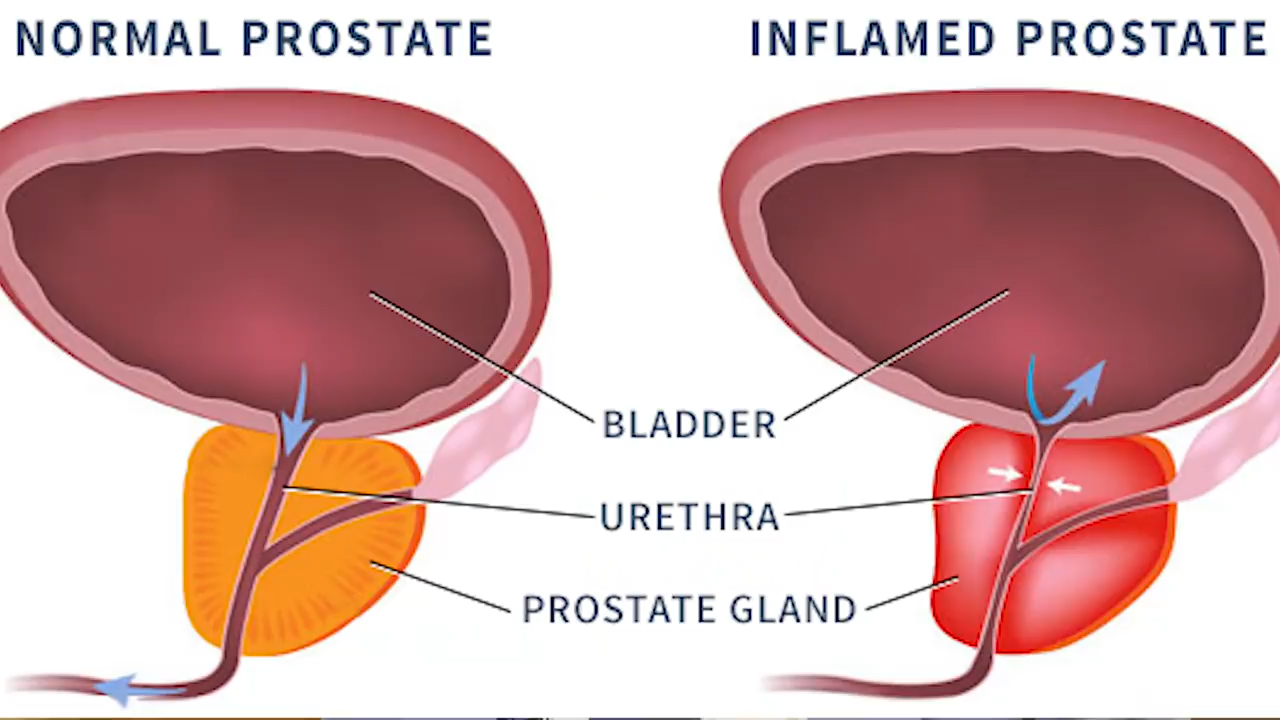 NORMAL PROSTATE
INFLAMED PROSTATE
BLADDER
URETHRA
PROSTATE GLAND